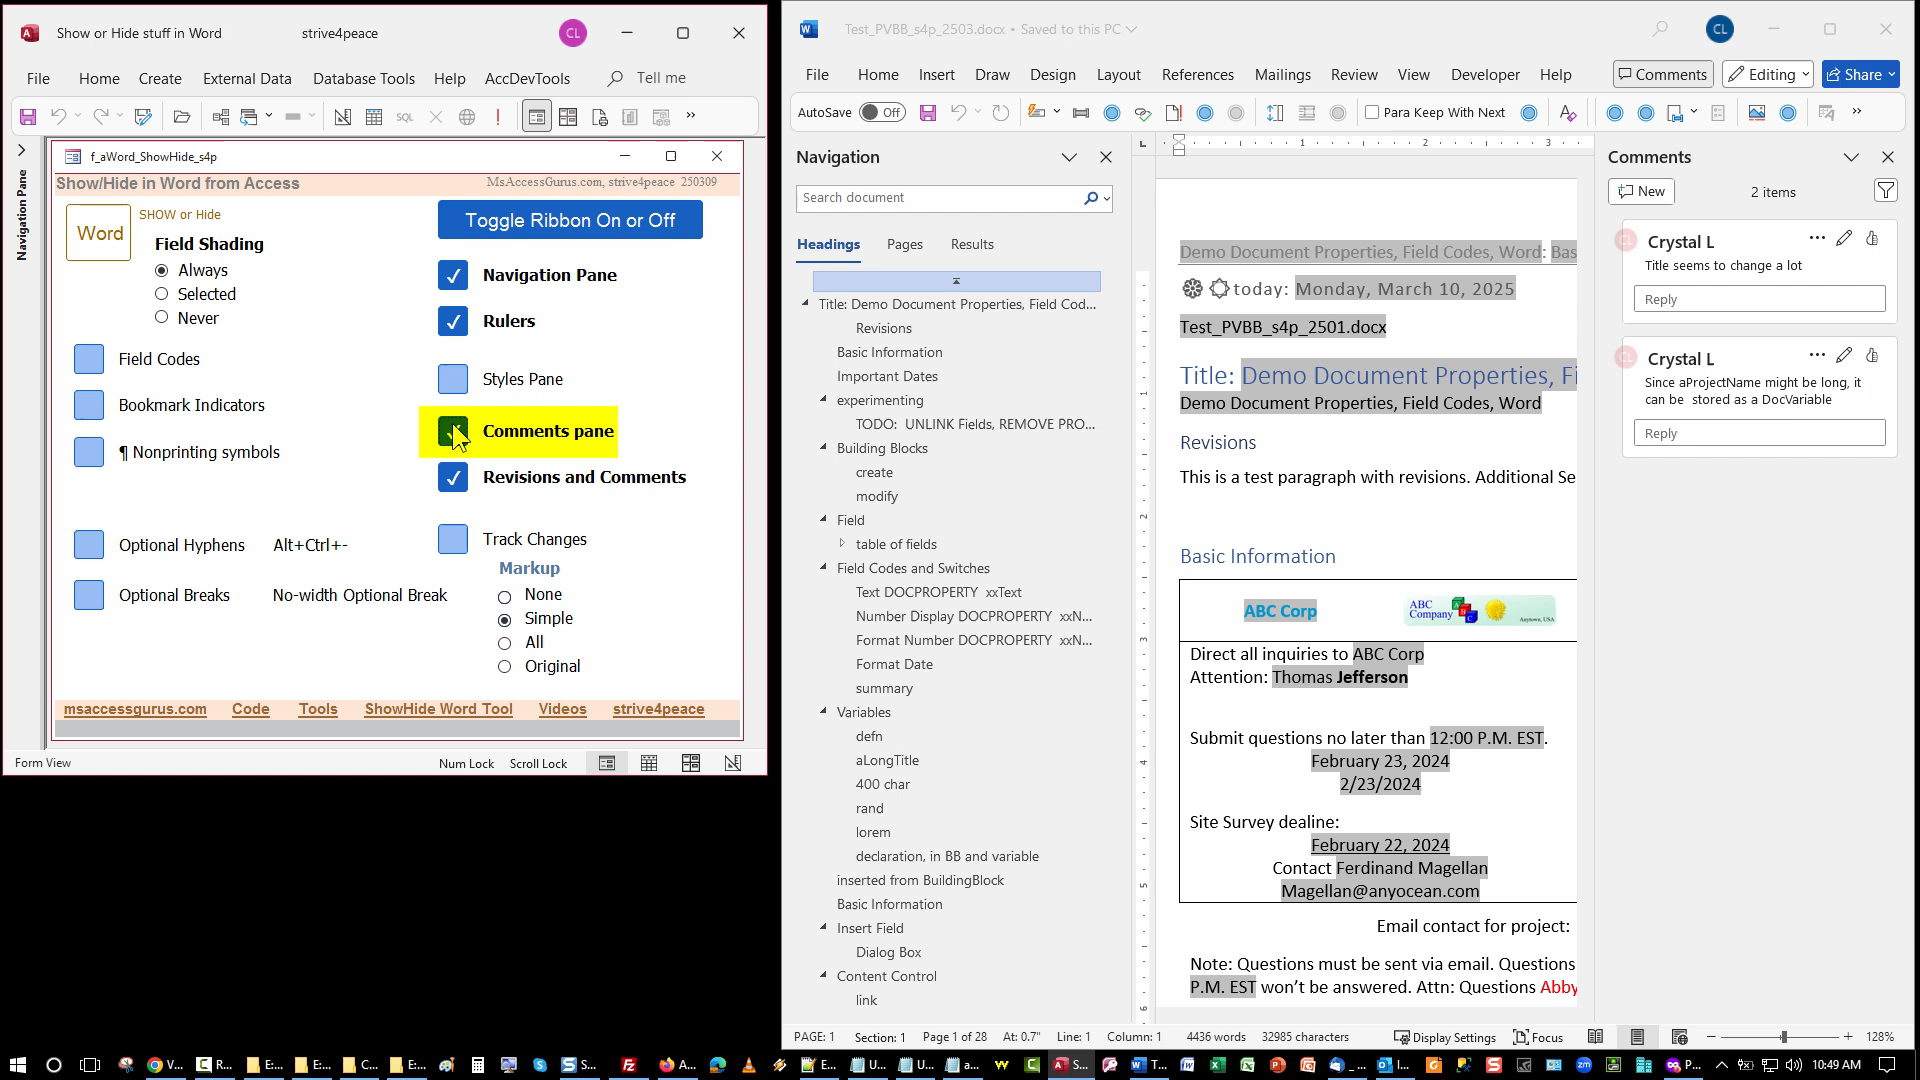 Show or Hide stuff in Word
strive4peace
CL
File Home Create External Data Database Tools Help AccDevTools Tell me
SQL
f_aWord_ShowHide_s4p
Navigation Pane
Show/Hide in Word from Access
MsAccessGurus.com, strive4peace 250309
Word
SHOW or Hide
Field Shading
Always
Selected
Never
Field Codes
Bookmark Indicators
¶ Nonprinting symbols
Optional Hyphens Alt+Ctrl+-
Optional Breaks No-width Optional Break
Toggle Ribbon On or Off
Navigation Pane
Rulers
Styles Pane
Comments pane
Revisions and Comments
Track Changes
Markup
None
Simple
All
Original
msaccessgurus.com Code Tools ShowHide Word Tool Videos strive4peace
Form View
Num Lock Scroll Lock
Test_PVBB_s4p_2503.docx • Saved to this PC
CL
File Home Insert Draw Design Layout References Mailings Review View Developer Help
Comments Editing Share
AutoSave Off
Para Keep With Next
Navigation
Search document
Headings Pages Results
Title: Demo Document Properties, Field Cod...
Revisions
Basic Information
Important Dates
experimenting
TODO: UNLINK Fields, REMOVE PRO...
Building Blocks
create
modify
Field
table of fields
Field Codes and Switches
Text DOCPROPERTY xxText
Number Display DOCPROPERTY xxN...
Format Number DOCPROPERTY xxN...
Format Date
summary
Variables
defn
aLongTitle
400 char
rand
lorem
declaration, in BB and variable
inserted from BuildingBlock
Basic Information
Insert Field
Dialog Box
Content Control
link
1 2 3
1
2
3
4
5
6
Demo Document Properties, Field Codes, Word: Bas
today: Monday, March 10, 2025
Test_PVBB_s4p_2501.docx
Title: Demo Document Properties, Fi
Demo Document Properties, Field Codes, Word
Revisions
This is a test paragraph with revisions. Additional Se
Basic Information
ABC Corp
ABC
Company
Anytown, USA
Direct all inquiries to ABC Corp
Attention: Thomas Jefferson
Submit questions no later than 12:00 P.M. EST.
February 23, 2024
2/23/2024
Site Survey dealine:
February 22, 2024
Contact Ferdinand Magellan
Magellan@anyocean.com
Email contact for project:
Note: Questions must be sent via email. Questions
P.M. EST won't be answered. Attn: Questions Abby
Comments
New
2 items
CL
Crystal L
Title seems to change a lot
Reply
CL
Crystal L
Since aProjectName might be long, it
can be stored as a DocVariable
Reply
PAGE: 1 Section: 1 Page 1 of 28 At: 0.7" Line: 1 Column: 1 4436 words 32985 characters
Display Settings Focus 128%
V... R... E... E... C... E... S... A... E... U... U... a... S... T... I... P...
10:49 AM